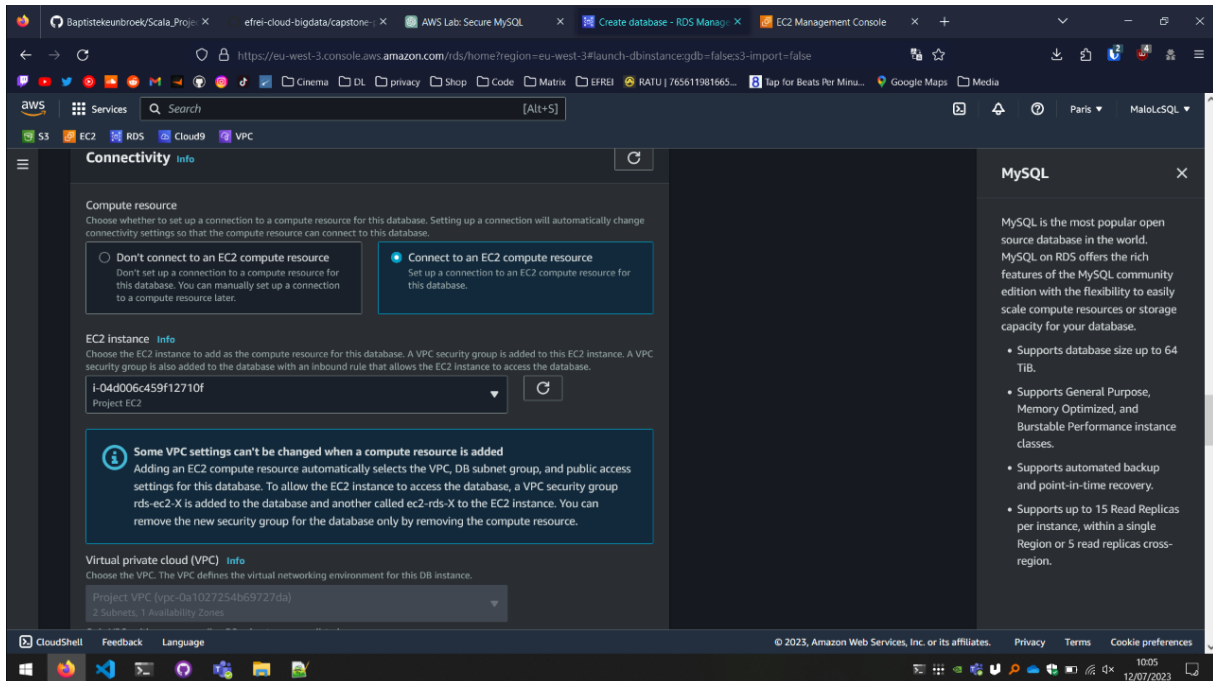 Baptistekeunbroek/Scala_Projec
efrei-cloud-bigdata/capstone-p
AWS Lab: Secure MySQL
Create database - RDS Manage
EC2 Management Console
https://eu-west-3.console.aws.amazon.com/rds/home?region=eu-west-3#launch-dbinstance:gdb=false;s3-import=false
Cinema
DL
privacy
Shop
Code
Matrix
EFREI
RATU | 765611981665...
Tap for Beats Per Minu...
Google Maps
Media
aws
Services
Search
[Alt+S]
Paris
MaloLcSQL
S3
EC2
RDS
Cloud9
VPC
Connectivity Info
Compute resource
Choose whether to set up a connection to a compute resource for this database. Setting up a connection will automatically change
connectivity settings so that the compute resource can connect to this database.
Don't connect to an EC2 compute resource
Don't set up a connection to a compute resource for
this database. You can manually set up a connection
to a compute resource later.
Connect to an EC2 compute resource
Set up a connection to an EC2 compute resource for
this database.
EC2 instance Info
Choose the EC2 instance to add as the compute resource for this database. A VPC security group is added to this EC2 instance. A VPC
security group is also added to the database with an inbound rule that allows the EC2 instance to access the database.
i-04d006c459f12710f
Project EC2
Some VPC settings can't be changed when a compute resource is added
Adding an EC2 compute resource automatically selects the VPC, DB subnet group, and public access
settings for this database. To allow the EC2 instance to access the database, a VPC security group
rds-ec2-X is added to the database and another called ec2-rds-X to the EC2 instance. You can
remove the new security group for the database only by removing the compute resource.
Virtual private cloud (VPC) Info
Choose the VPC. The VPC defines the virtual networking environment for this DB instance.
Project VPC (vpc-0a1027254b69727da)
2 Subnets, 1 Availability Zones
MySQL
MySQL is the most popular open
source database in the world.
MySQL on RDS offers the rich
features of the MySQL community
edition with the flexibility to easily
scale compute resources or storage
capacity for your database.
• Supports database size up to 64
TiB.
• Supports General Purpose,
Memory Optimized, and
Burstable Performance instance
classes.
• Supports automated backup
and point-in-time recovery.
• Supports up to 15 Read Replicas
per instance, within a single
Region or 5 read replicas cross-
region.
CloudShell
Feedback
Language
© 2023, Amazon Web Services, Inc. or its affiliates.
Privacy
Terms
Cookie preferences
10:05
12/07/2023